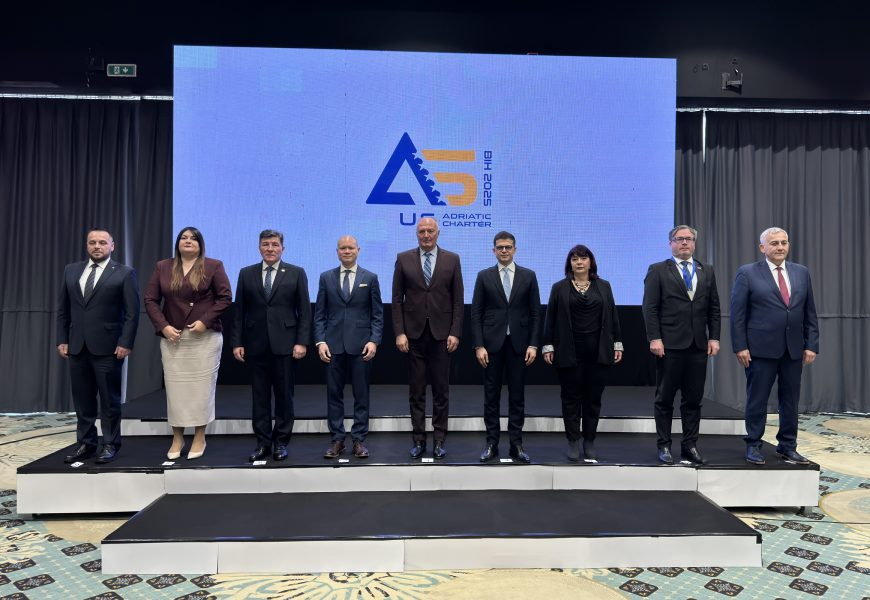 A5
BIH 2025
US ADRIATIC
CHARTER